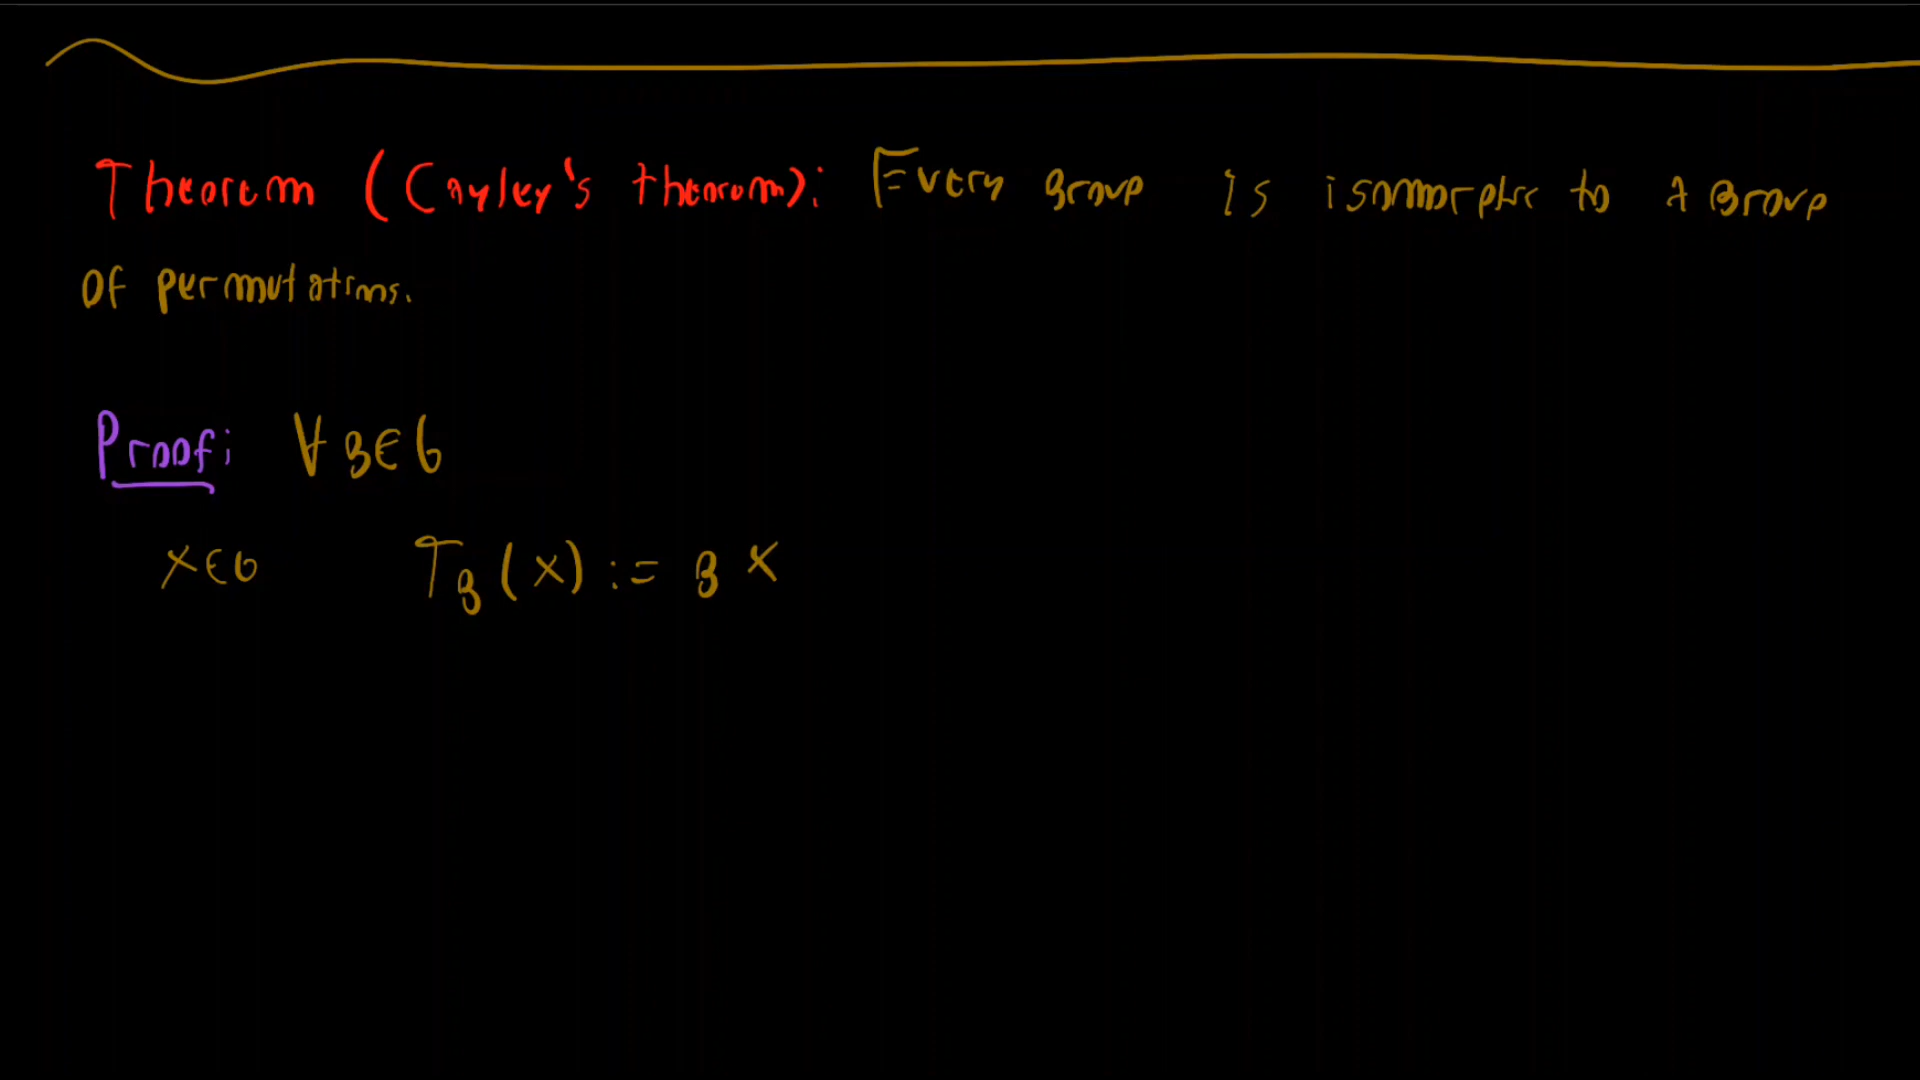 Theorem (Cayley's theorem): Every group is isomorphic to a group
of permutations.
Proof: ∀ g ∈ G
x ∈ G T_g (x) := g x